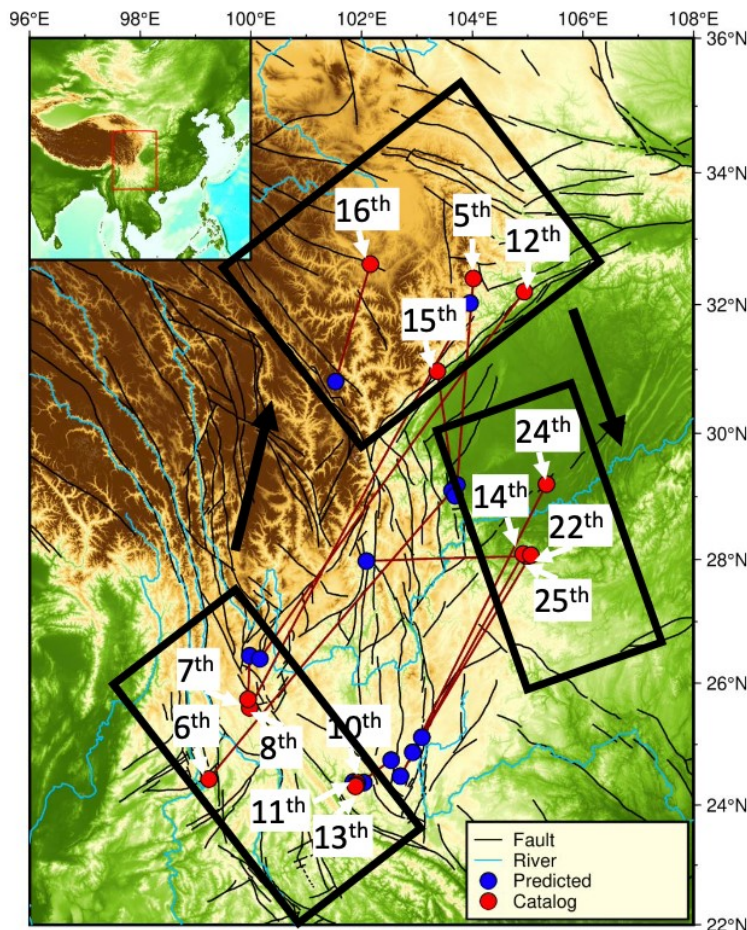 96°E 98°E 100°E 102°E 104°E 106°E 108°E
36°N
34°N
16th 5th 12th
32°N
15th
30°N
24th
14th 22th
28°N
25th
26°N
7th
6th 8th 10th
24°N
11th
13th
Fault
River
Predicted
Catalog
22°N